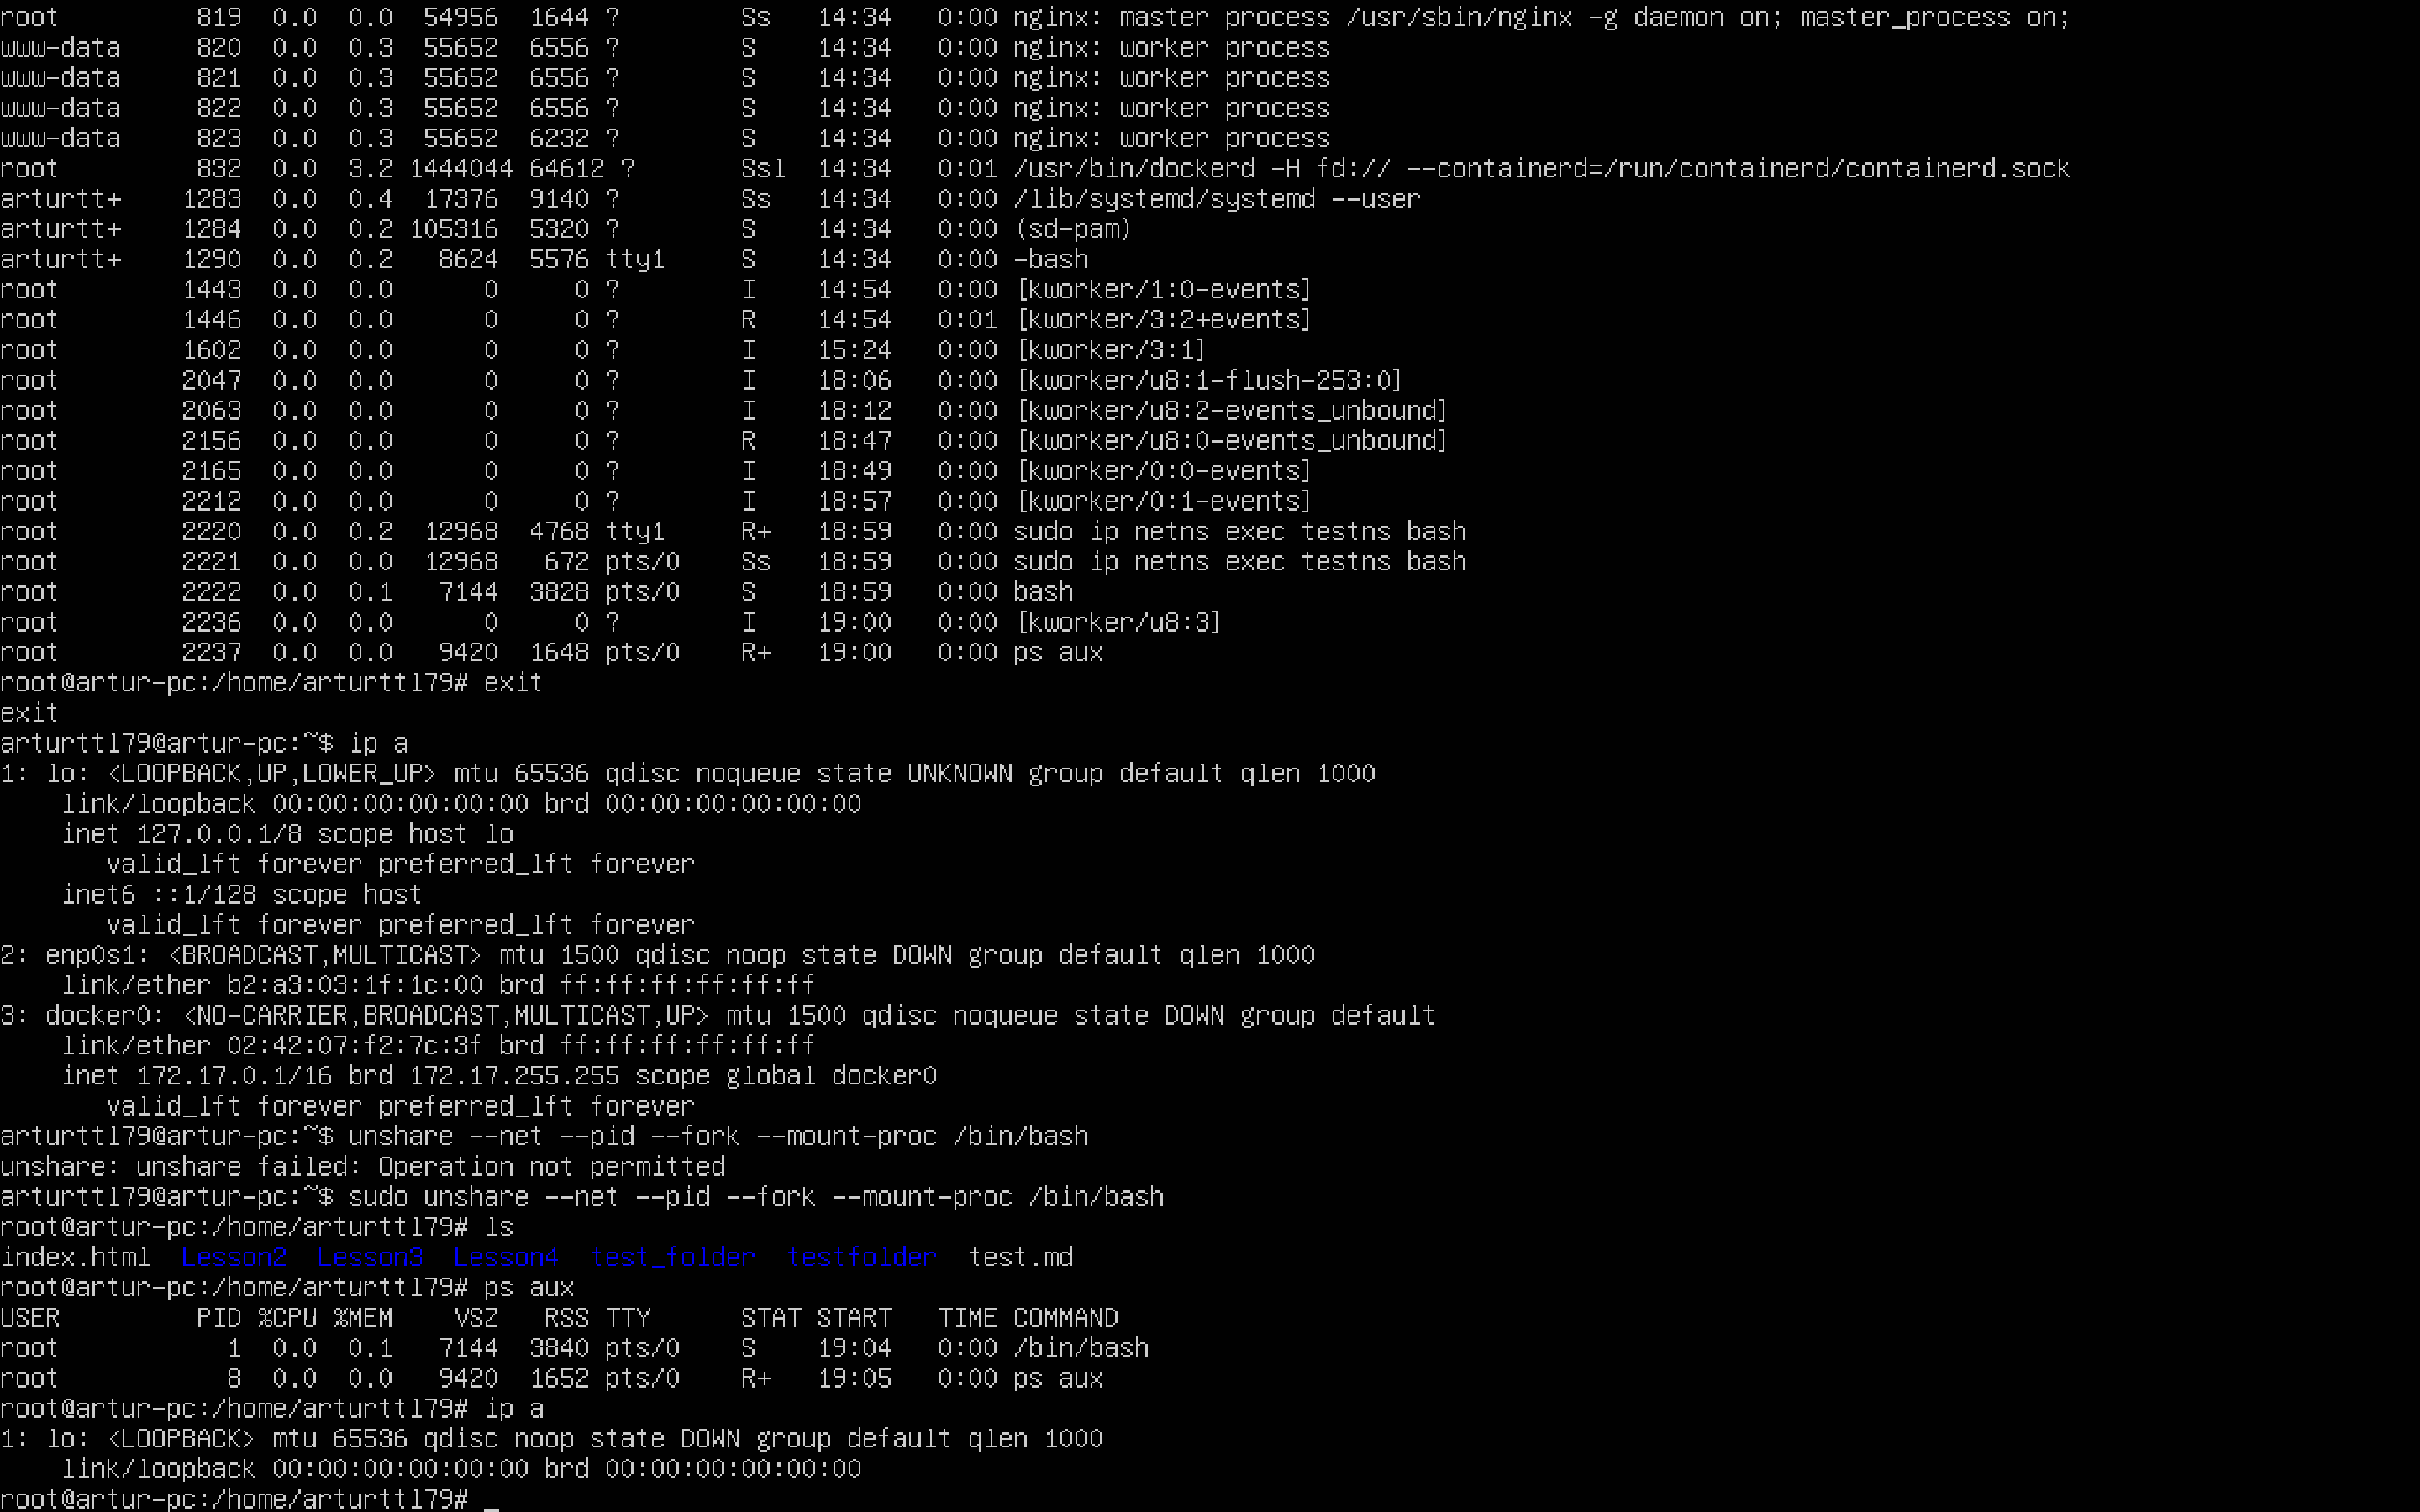 root         819  0.0  0.0  54956  1644 ?        Ss   14:34   0:00 nginx: master process /usr/sbin/nginx -g daemon on; master_process on;
www-data     820  0.0  0.3  55652  6556 ?        S    14:34   0:00 nginx: worker process
www-data     821  0.0  0.3  55652  6556 ?        S    14:34   0:00 nginx: worker process
www-data     822  0.0  0.3  55652  6556 ?        S    14:34   0:00 nginx: worker process
www-data     823  0.0  0.3  55652  6232 ?        S    14:34   0:00 nginx: worker process
root         832  0.0  3.2 1444044 64612 ?       Ssl  14:34   0:01 /usr/bin/dockerd -H fd:// --containerd=/run/containerd/containerd.sock
arturtt+    1283  0.0  0.4  17376  9140 ?        Ss   14:34   0:00 /lib/systemd/systemd --user
arturtt+    1284  0.0  0.2 105316  5320 ?        S    14:34   0:00 (sd-pam)
arturtt+    1290  0.0  0.2   8624  5576 tty1     S    14:34   0:00 -bash
root        1443  0.0  0.0      0     0 ?        I    14:54   0:00 [kworker/1:0-events]
root        1446  0.0  0.0      0     0 ?        R    14:54   0:01 [kworker/3:2+events]
root        1602  0.0  0.0      0     0 ?        I    15:24   0:00 [kworker/3:1]
root        2047  0.0  0.0      0     0 ?        I    18:06   0:00 [kworker/u8:1-flush-253:0]
root        2063  0.0  0.0      0     0 ?        I    18:12   0:00 [kworker/u8:2-events_unbound]
root        2156  0.0  0.0      0     0 ?        R    18:47   0:00 [kworker/u8:0-events_unbound]
root        2165  0.0  0.0      0     0 ?        I    18:49   0:00 [kworker/0:0-events]
root        2212  0.0  0.0      0     0 ?        I    18:57   0:00 [kworker/0:1-events]
root        2220  0.0  0.2  12968  4768 tty1     R+   18:59   0:00 sudo ip netns exec testns bash
root        2221  0.0  0.0  12968   672 pts/0    Ss   18:59   0:00 sudo ip netns exec testns bash
root        2222  0.0  0.1   7144  3828 pts/0    S    18:59   0:00 bash
root        2236  0.0  0.0      0     0 ?        I    19:00   0:00 [kworker/u8:3]
root        2237  0.0  0.0   9420  1648 pts/0    R+   19:00   0:00 ps aux
root@artur-pc:/home/arturttl79# exit
exit
arturttl79@artur-pc:~$ ip a
1: lo: <LOOPBACK,UP,LOWER_UP> mtu 65536 qdisc noqueue state UNKNOWN group default qlen 1000
    link/loopback 00:00:00:00:00:00 brd 00:00:00:00:00:00
    inet 127.0.0.1/8 scope host lo
       valid_lft forever preferred_lft forever
    inet6 ::1/128 scope host
       valid_lft forever preferred_lft forever
2: enp0s1: <BROADCAST,MULTICAST> mtu 1500 qdisc noop state DOWN group default qlen 1000
    link/ether b2:a3:03:1f:1c:00 brd ff:ff:ff:ff:ff:ff
3: docker0: <NO-CARRIER,BROADCAST,MULTICAST,UP> mtu 1500 qdisc noqueue state DOWN group default
    link/ether 02:42:07:f2:7c:3f brd ff:ff:ff:ff:ff:ff
    inet 172.17.0.1/16 brd 172.17.255.255 scope global docker0
       valid_lft forever preferred_lft forever
arturttl79@artur-pc:~$ unshare --net --pid --fork --mount-proc /bin/bash
unshare: unshare failed: Operation not permitted
arturttl79@artur-pc:~$ sudo unshare --net --pid --fork --mount-proc /bin/bash
root@artur-pc:/home/arturttl79# ls
index.html  Lesson2  Lesson3  Lesson4  test_folder  testfolder  test.md
root@artur-pc:/home/arturttl79# ps aux
USER         PID %CPU %MEM    VSZ   RSS TTY      STAT START   TIME COMMAND
root           1  0.0  0.1   7144  3840 pts/0    S    19:04   0:00 /bin/bash
root           8  0.0  0.0   9420  1652 pts/0    R+   19:05   0:00 ps aux
root@artur-pc:/home/arturttl79# ip a
1: lo: <LOOPBACK> mtu 65536 qdisc noop state DOWN group default qlen 1000
    link/loopback 00:00:00:00:00:00 brd 00:00:00:00:00:00
root@artur-pc:/home/arturttl79# _